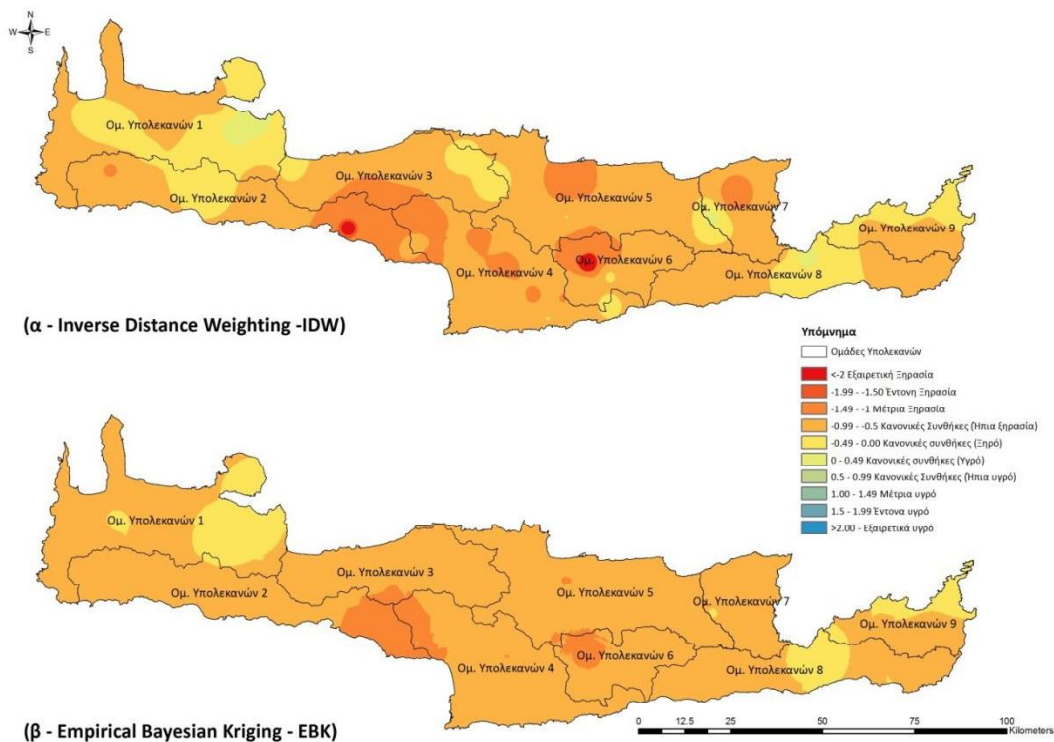 N
W E
S
Ομ. Υπολεκανών 1
Ομ. Υπολεκανών 2
Ομ. Υπολεκανών 3
Ομ. Υπολεκανών 4
Ομ. Υπολεκανών 5
Ομ. Υπολεκανών 6
Ομ. Υπολεκανών 7
Ομ. Υπολεκανών 8
Ομ. Υπολεκανών 9
(α - Inverse Distance Weighting -IDW)
Υπόμνημα
Ομάδες Υπολεκανών
<-2 Εξαιρετική Ξηρασία
-1.99 - -1.50 Έντονη Ξηρασία
-1.49 - -1 Μέτρια Ξηρασία
-0.99 - -0.5 Κανονικές Συνθήκες (Ήπια ξηρασία)
-0.49 - 0.00 Κανονικές συνθήκες (Ξηρό)
0 - 0.49 Κανονικές συνθήκες (Υγρό)
0.5 - 0.99 Κανονικές Συνθήκες (Ήπια υγρό)
1.00 - 1.49 Μέτρια υγρό
1.5 - 1.99 Έντονα υγρό
>2.00 - Εξαιρετικά υγρό
Ομ. Υπολεκανών 1
Ομ. Υπολεκανών 2
Ομ. Υπολεκανών 3
Ομ. Υπολεκανών 4
Ομ. Υπολεκανών 5
Ομ. Υπολεκανών 6
Ομ. Υπολεκανών 7
Ομ. Υπολεκανών 8
Ομ. Υπολεκανών 9
(β - Empirical Bayesian Kriging - EBK)
0 12.5 25 50 75 100
Kilometers